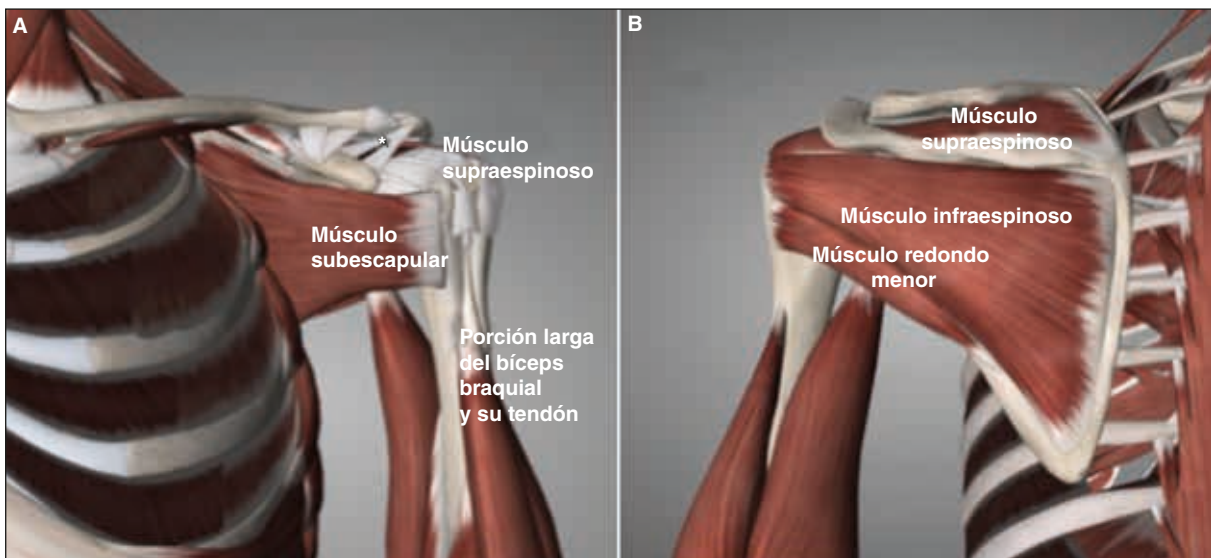 A
*
Músculo
supraespinoso
Músculo
subescapular
Porción larga
del bíceps
braquial
y su tendón
B
Músculo
supraespinoso
Músculo infraespinoso
Músculo redondo
menor